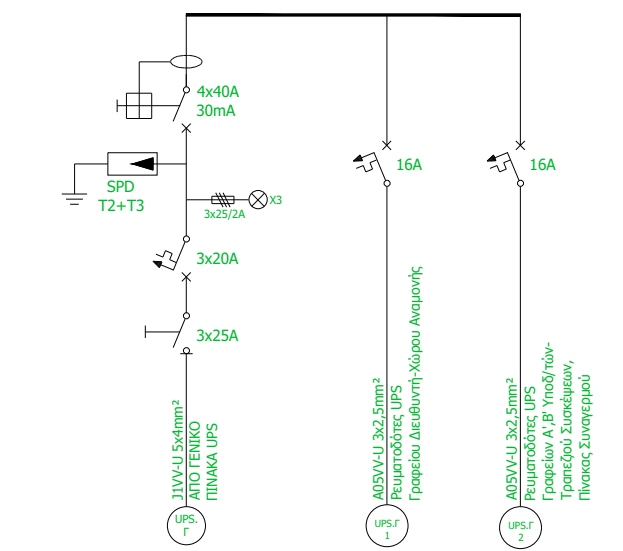 4x40A
30mA
16A
16A
SPD
T2+T3
3x25/2A
X3
3x20A
3x25A
J1VV-U 5x4mm²
ΑΠΟ ΓΕΝΙΚΟ
ΠΙΝΑΚΑ UPS
A05VV-U 3x2,5mm²
Ρευματοδότες UPS
Γραφείου Διευθυντή-Χώρου Αναμονής
A05VV-U 3x2,5mm²
Ρευματοδότες UPS
Γραφείων Α',Β' Υποδ/τών-
Τραπεζιού Συσκέψεων,
Πίνακας Συναγερμού
UPS.
Γ
UPS.Γ
1
UPS.Γ
2